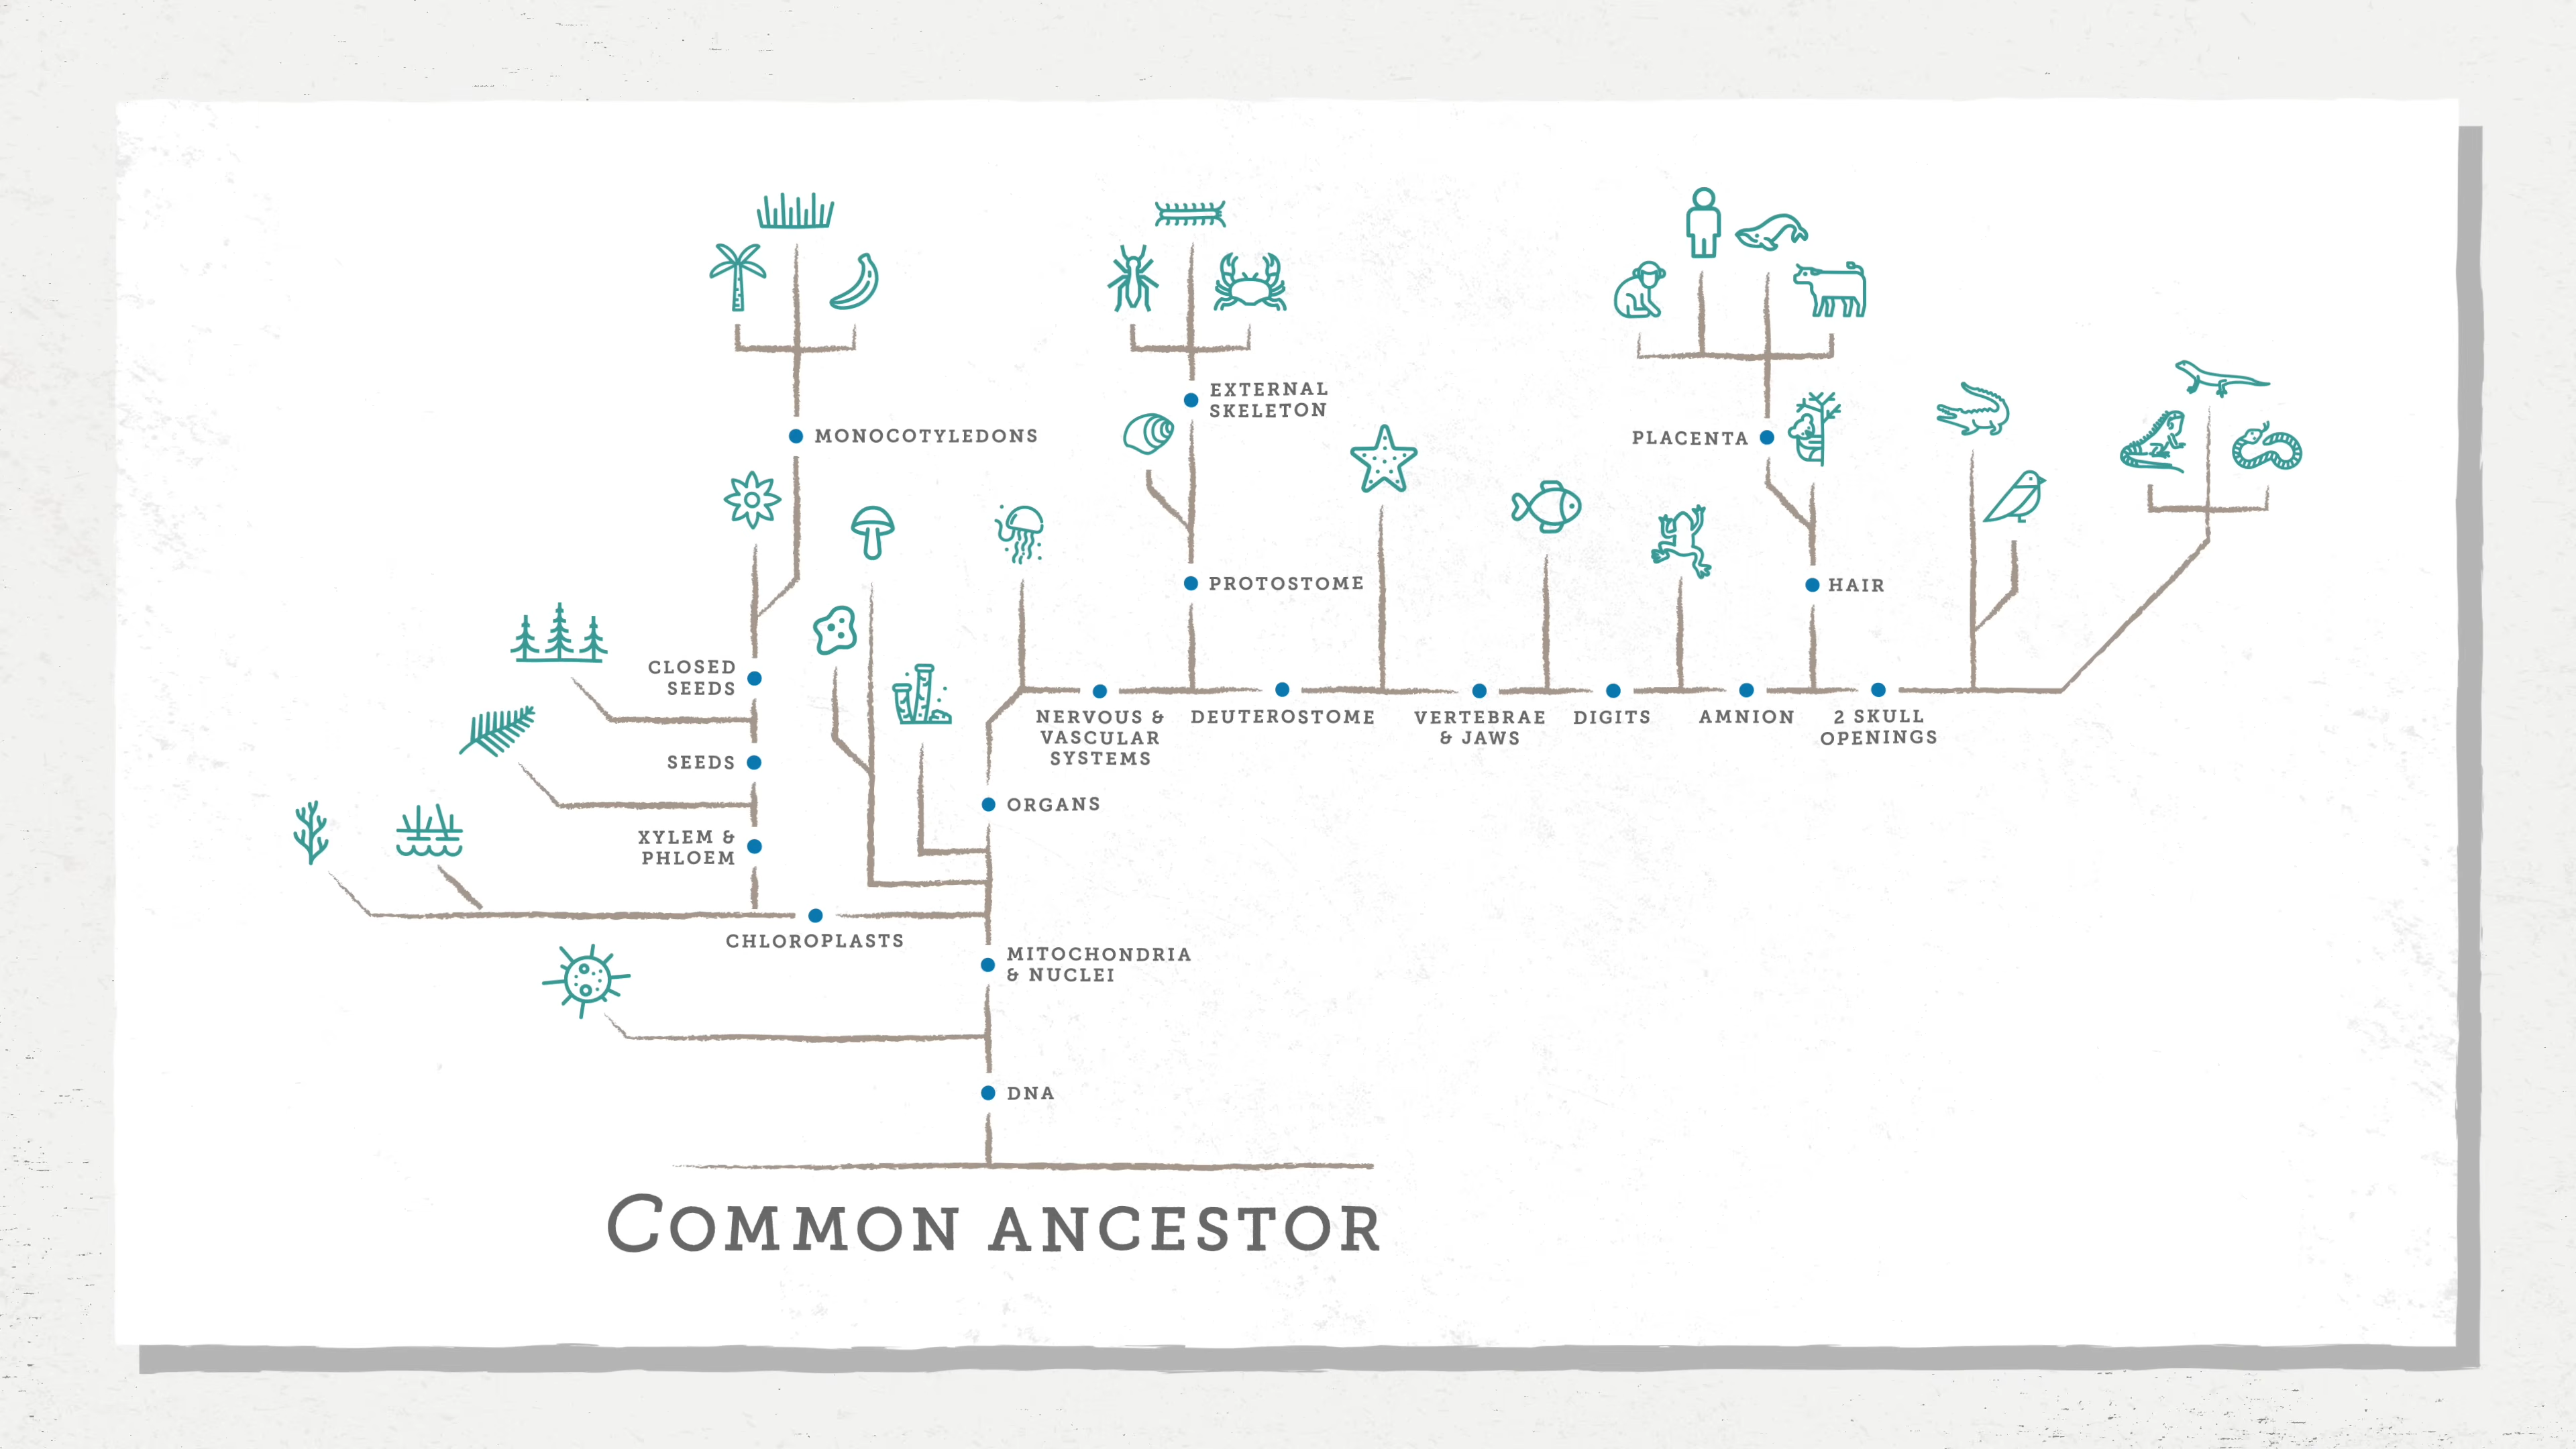 EXTERNAL
SKELETON
MONOCOTYLEDONS
PLACENTA
PROTOSTOME
HAIR
CLOSED
SEEDS
NERVOUS &
VASCULAR
SYSTEMS
DEUTEROSTOME
VERTEBRAE
& JAWS
DIGITS
AMNION
2 SKULL
OPENINGS
SEEDS
ORGANS
XYLEM &
PHLOEM
CHLOROPLASTS
MITOCHONDRIA
& NUCLEI
DNA
COMMON ANCESTOR